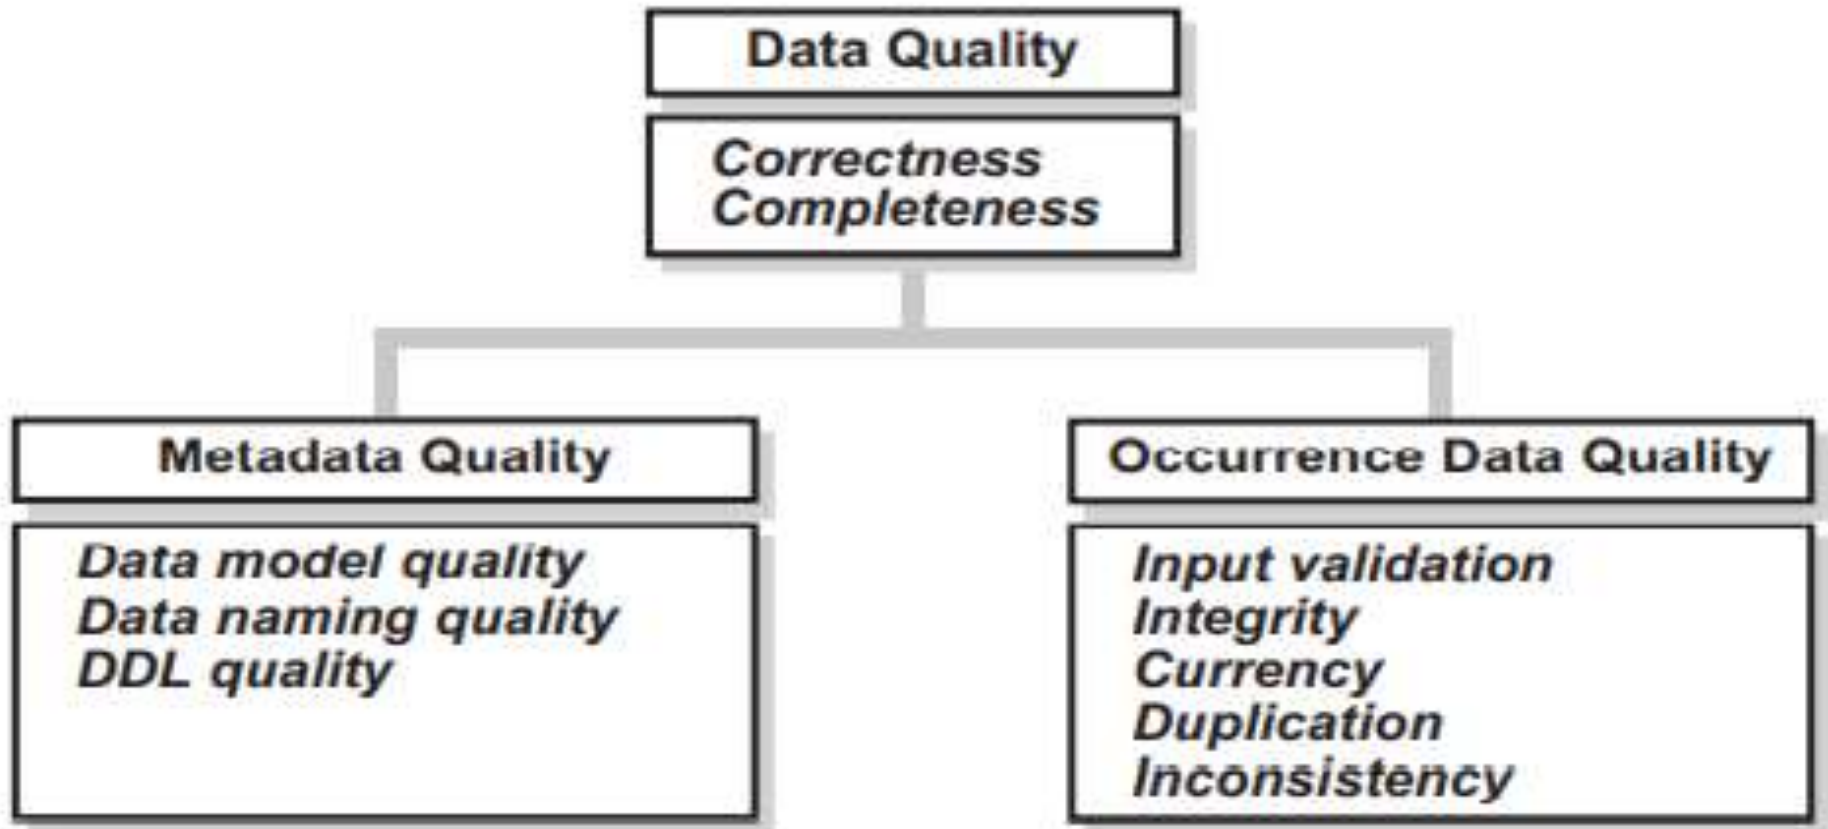 Data Quality
Correctness
Completeness
Metadata Quality
Data model quality
Data naming quality
DDL quality
Occurrence Data Quality
Input validation
Integrity
Currency
Duplication
Inconsistency